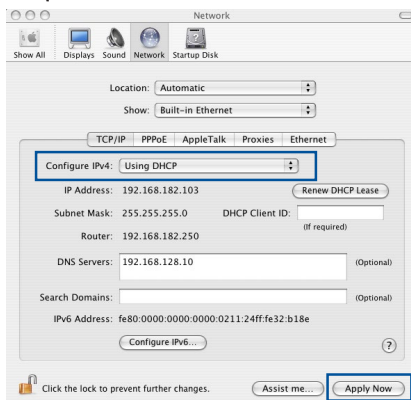 Network
Show All Displays Sound Network Startup Disk
Location: Automatic
Show: Built-in Ethernet
TCP/IP PPPoE AppleTalk Proxies Ethernet
Configure IPv4: Using DHCP
IP Address: 192.168.182.103 Renew DHCP Lease
Subnet Mask: 255.255.255.0 DHCP Client ID:
(If required)
Router: 192.168.182.250
DNS Servers: 192.168.128.10 (Optional)
Search Domains: (Optional)
IPv6 Address: fe80:0000:0000:0000:0211:24ff:fe32:b18e
Configure IPv6... ?
Click the lock to prevent further changes. Assist me... Apply Now